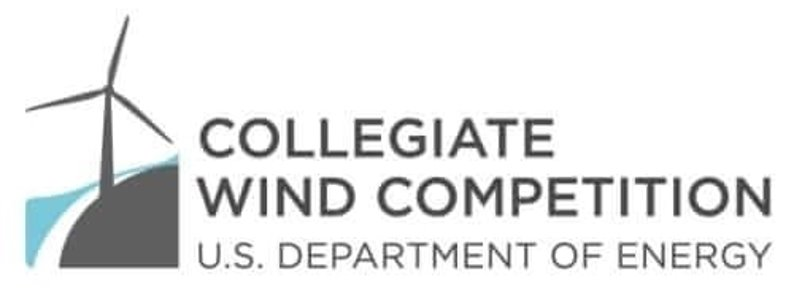 COLLEGIATE
WIND COMPETITION
U.S. DEPARTMENT OF ENERGY